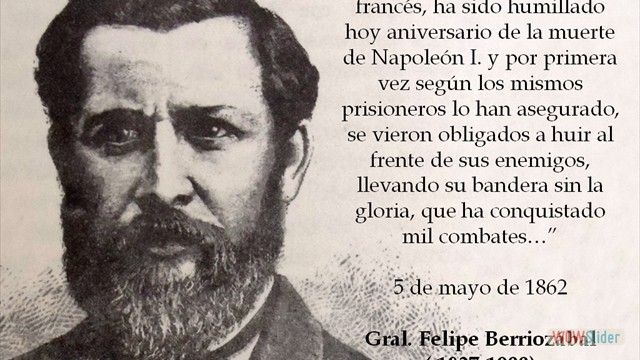 francés, ha sido humillado
hoy aniversario de la muerte
de Napoleón I. y por primera
vez según los mismos
prisioneros lo han asegurado,
se vieron obligados a huir al
frente de sus enemigos,
llevando su bandera sin la
gloria, que ha conquistado
mil combates…”
5 de mayo de 1862
Gral. Felipe Berriozábal
WOWSlider